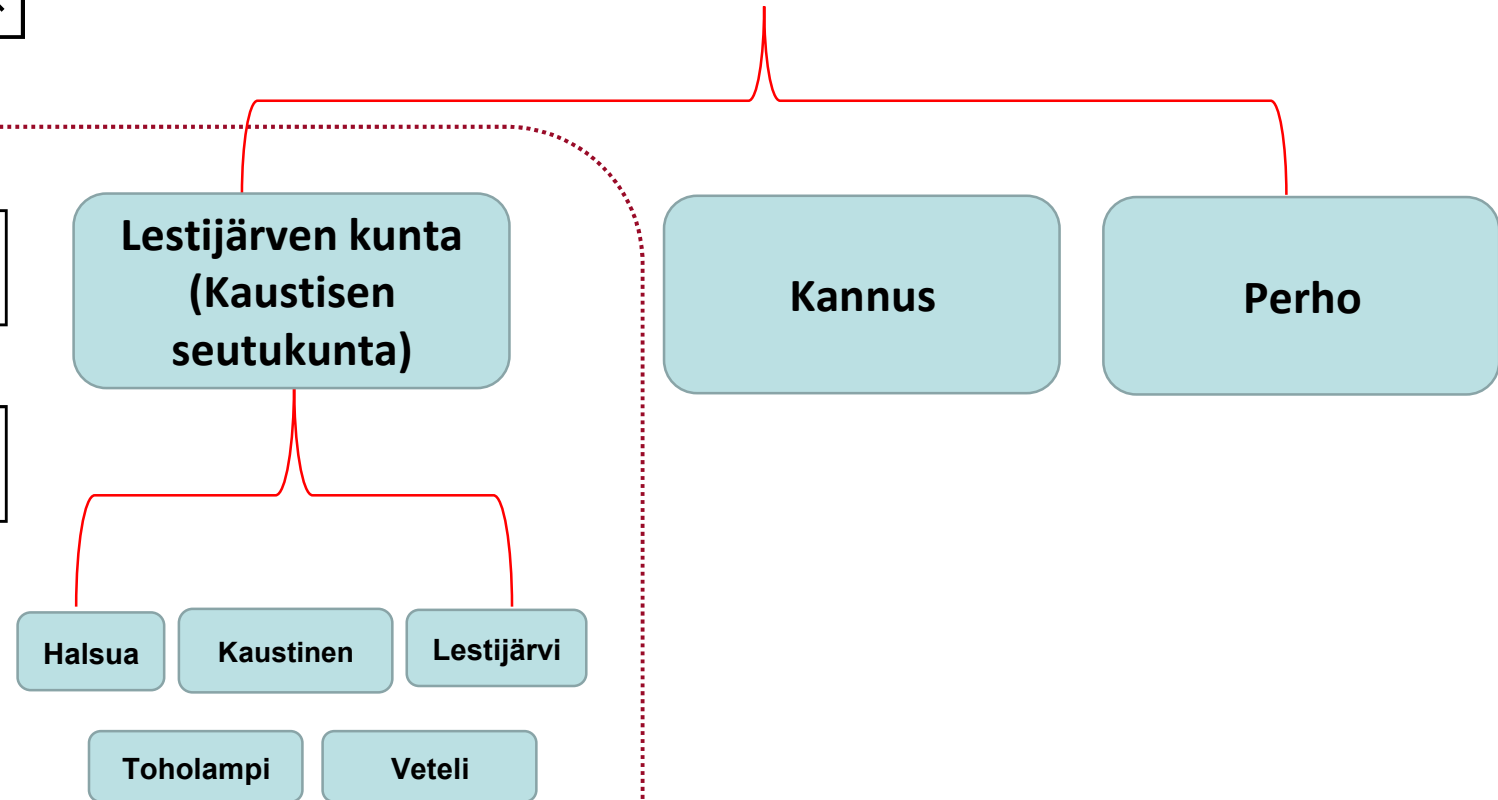 Lestijärven kunta
(Kaustisen
seutukunta)
Kannus
Perho
Halsua
Kaustinen
Lestijärvi
Toholampi
Veteli